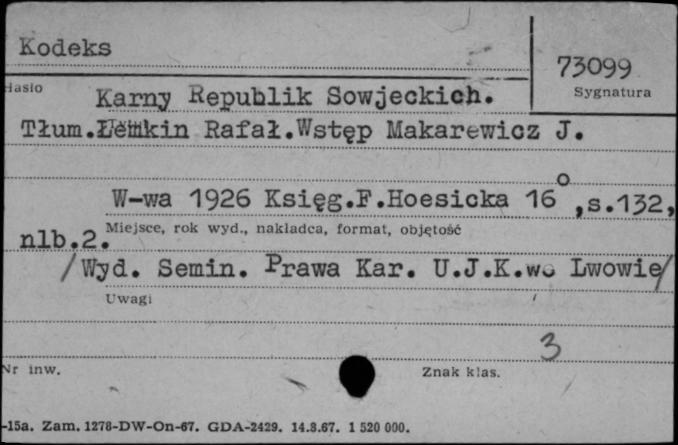 Kodeks
73099
Hasło
Sygnatura
Karny Republik Sowjeckich.
Tłum.Łemkin Rafał.Wstęp Makarewicz J.
W-wa 1926 Księg.F.Hoesicka 16°,s.132,
Miejsce, rok wyd., nakładca, format, objętość
nlb.2.
/Wyd. Semin. Prawa Kar. U.J.K.we Lwowie/
Uwagi
3
Nr inw.
Znak klas.
-15a. Zam. 1278-DW-On-67. GDA-2429. 14.8.67. 1 520 000.